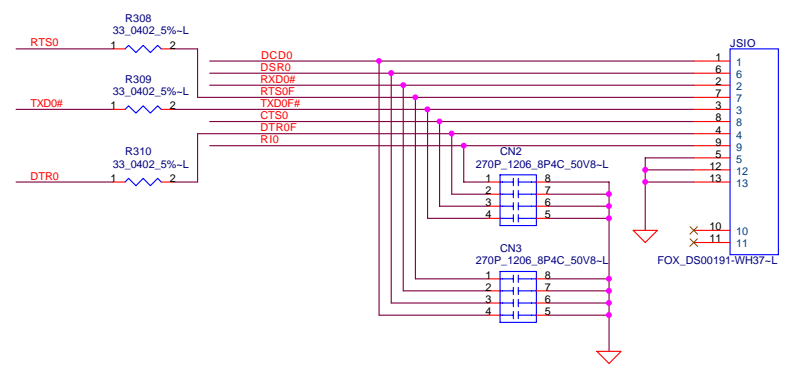 R308
33_0402_5%~L
RTS0
1 2
R309
33_0402_5%~L
TXD0#
1 2
R310
33_0402_5%~L
DTR0
1 2
DCD0
DSR0
RXD0#
RTS0F
TXD0F#
CTS0
DTR0F
RI0
JSIO
1 1
6 6
2 2
7 7
3 3
8 8
4 4
9 9
5 5
12 12
13 13
10 10
11 11
FOX_DS00191-WH37~L
CN2
270P_1206_8P4C_50V8~L
1 8
2 7
3 6
4 5
CN3
270P_1206_8P4C_50V8~L
1 8
2 7
3 6
4 5